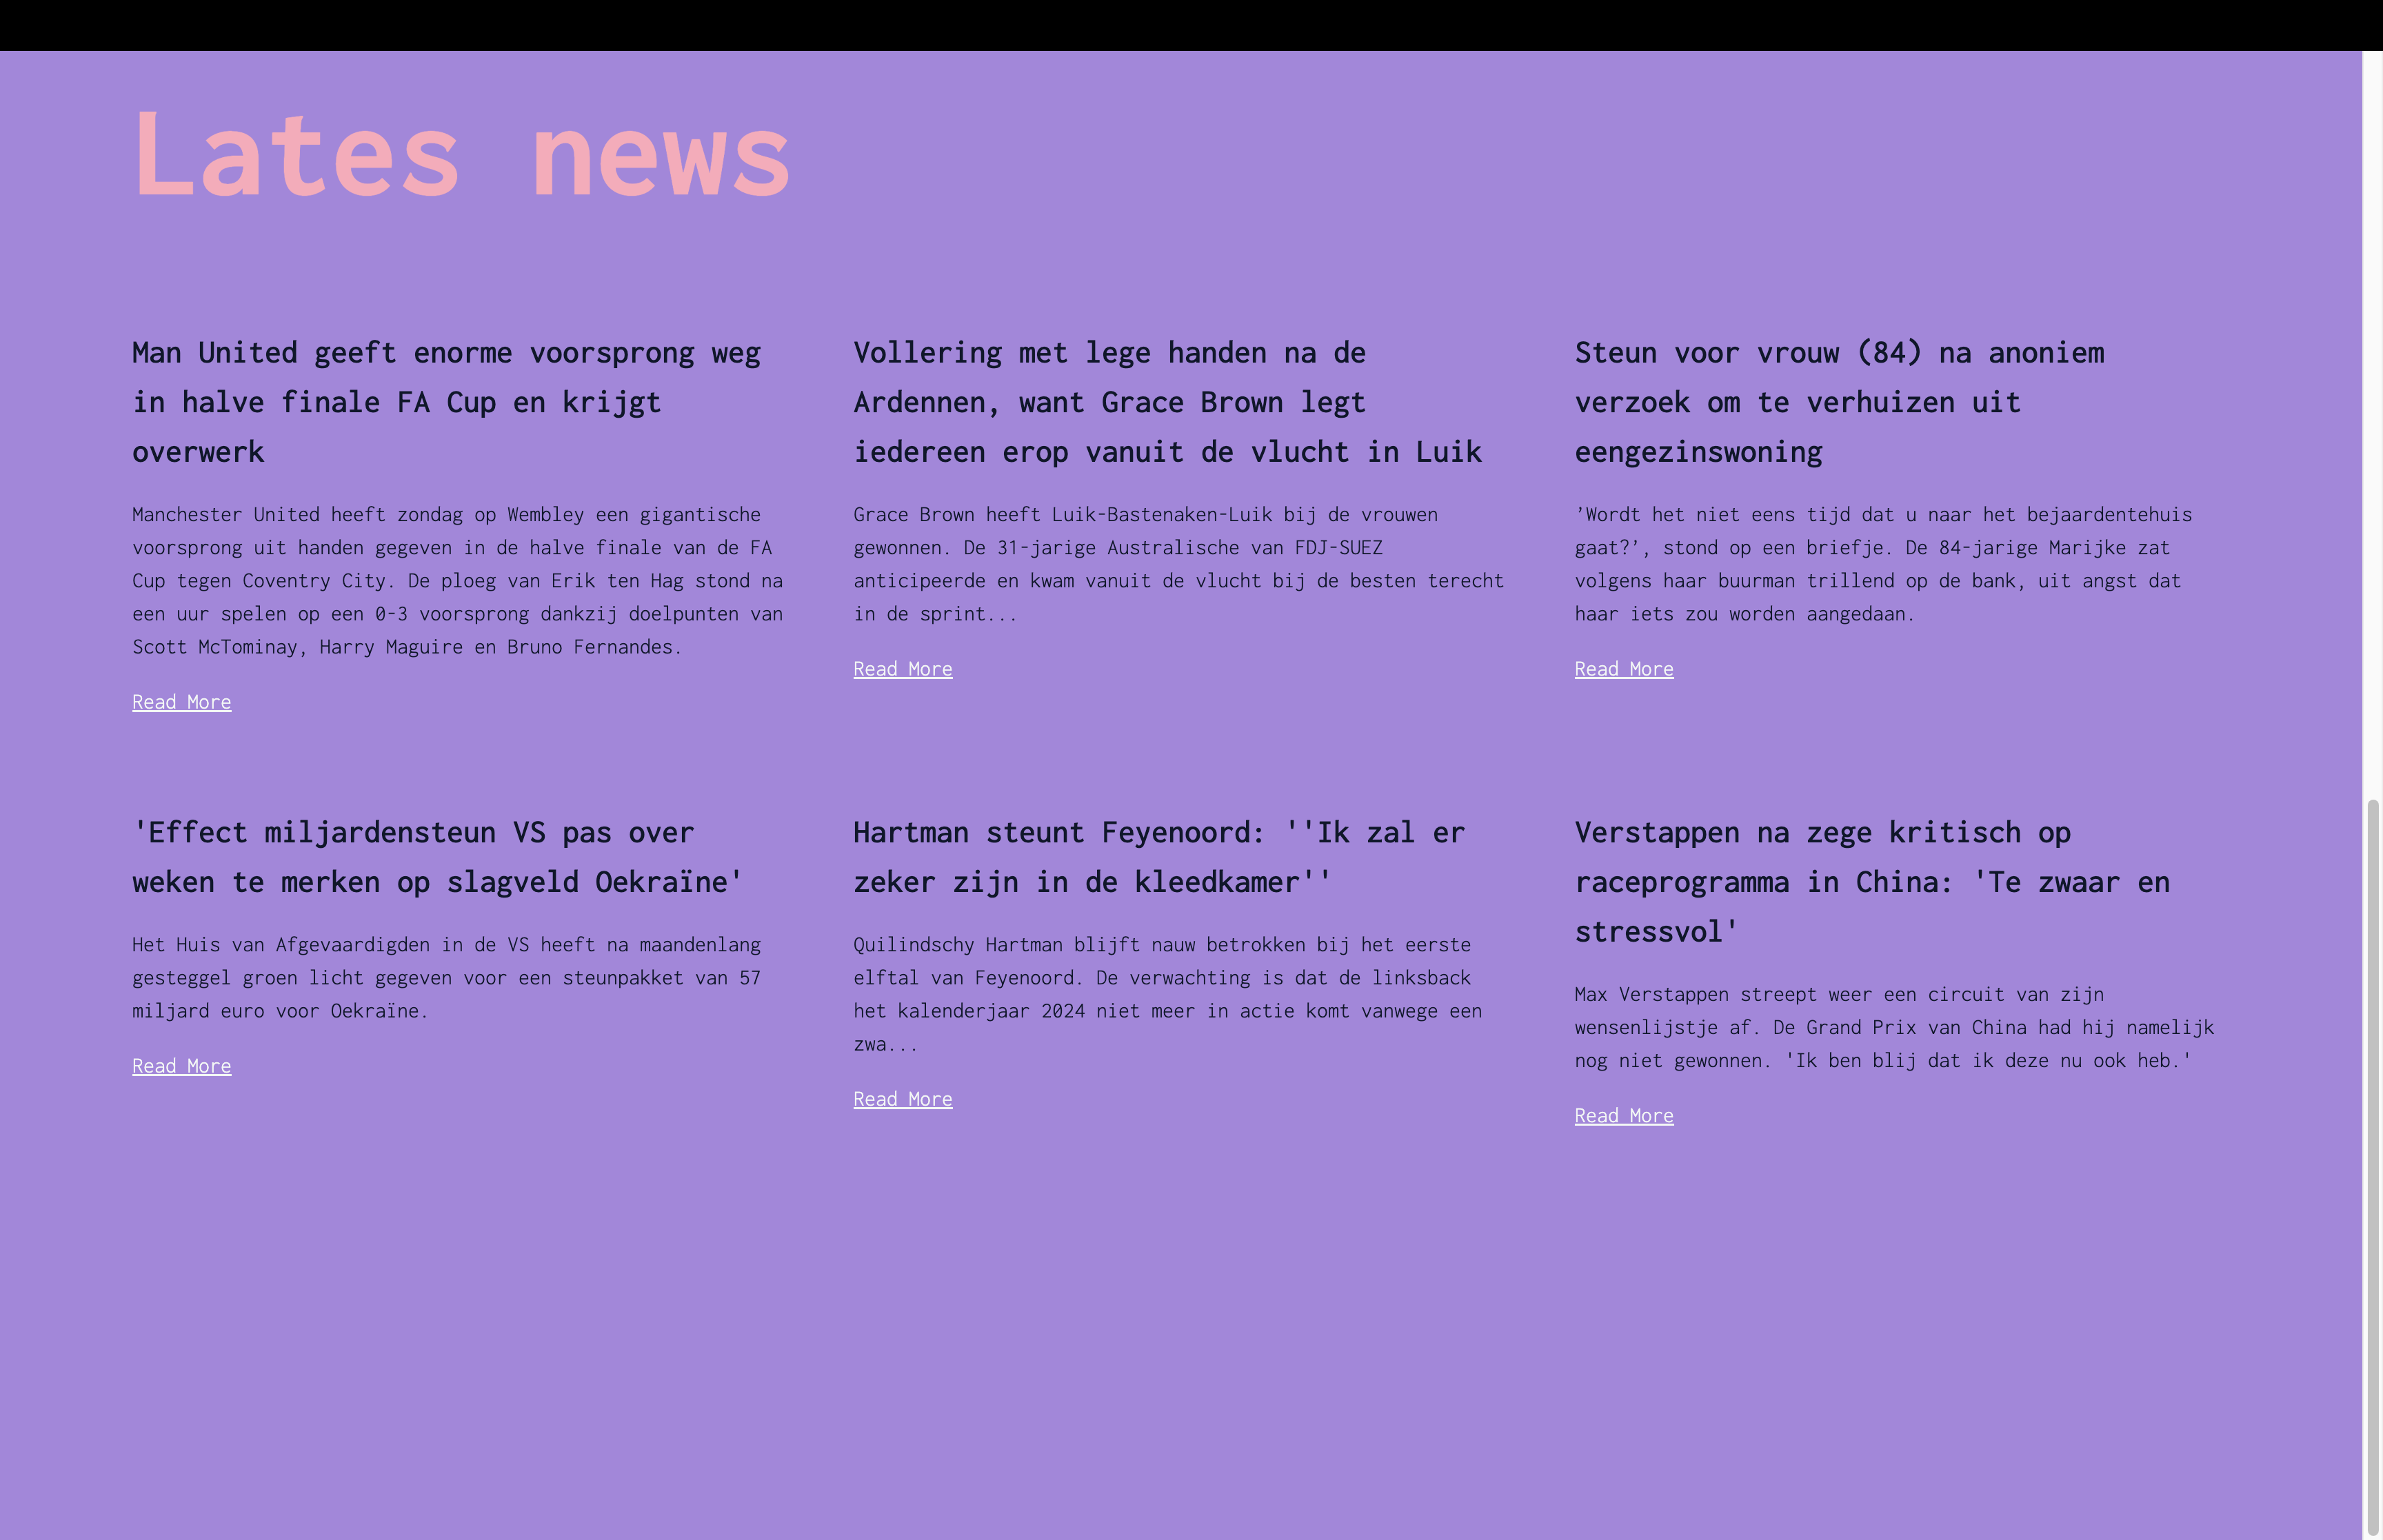 Lates news
Man United geeft enorme voorsprong weg
in halve finale FA Cup en krijgt
overwerk
Manchester United heeft zondag op Wembley een gigantische
voorsprong uit handen gegeven in de halve finale van de FA
Cup tegen Coventry City. De ploeg van Erik ten Hag stond na
een uur spelen op een 0-3 voorsprong dankzij doelpunten van
Scott McTominay, Harry Maguire en Bruno Fernandes.
Read More
Vollering met lege handen na de
Ardennen, want Grace Brown legt
iedereen erop vanuit de vlucht in Luik
Grace Brown heeft Luik-Bastenaken-Luik bij de vrouwen
gewonnen. De 31-jarige Australische van FDJ-SUEZ
anticipeerde en kwam vanuit de vlucht bij de besten terecht
in de sprint...
Read More
Steun voor vrouw (84) na anoniem
verzoek om te verhuizen uit
eengezinswoning
’Wordt het niet eens tijd dat u naar het bejaardentehuis
gaat?’, stond op een briefje. De 84-jarige Marijke zat
volgens haar buurman trillend op de bank, uit angst dat
haar iets zou worden aangedaan.
Read More
'Effect miljardensteun VS pas over
weken te merken op slagveld Oekraïne'
Het Huis van Afgevaardigden in de VS heeft na maandenlang
gesteggel groen licht gegeven voor een steunpakket van 57
miljard euro voor Oekraïne.
Read More
Hartman steunt Feyenoord: ''Ik zal er
zeker zijn in de kleedkamer''
Quilindschy Hartman blijft nauw betrokken bij het eerste
elftal van Feyenoord. De verwachting is dat de linksback
het kalenderjaar 2024 niet meer in actie komt vanwege een
zwa...
Read More
Verstappen na zege kritisch op
raceprogramma in China: 'Te zwaar en
stressvol'
Max Verstappen streept weer een circuit van zijn
wensenlijstje af. De Grand Prix van China had hij namelijk
nog niet gewonnen. 'Ik ben blij dat ik deze nu ook heb.'
Read More